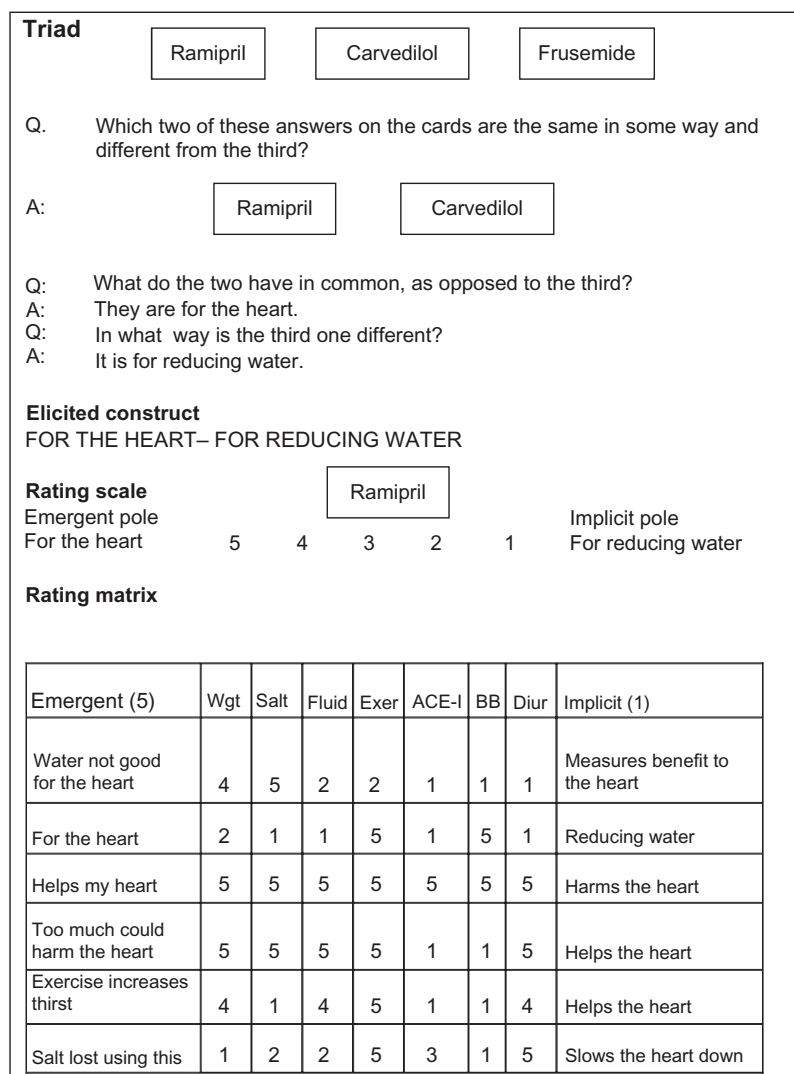 Triad
Ramipril Carvedilol Frusemide
Q. Which two of these answers on the cards are the same in some way and
different from the third?
A: Ramipril Carvedilol
Q: What do the two have in common, as opposed to the third?
A: They are for the heart.
Q: In what way is the third one different?
A: It is for reducing water.
Elicited construct
FOR THE HEART– FOR REDUCING WATER
Rating scale Ramipril
Emergent pole Implicit pole
For the heart 5 4 3 2 1 For reducing water
Rating matrix
Emergent (5) Wgt Salt Fluid Exer ACE-I BB Diur Implicit (1)
Water not good Measures benefit to
for the heart 4 5 2 2 1 1 1 the heart
For the heart 2 1 1 5 1 5 1 Reducing water
Helps my heart 5 5 5 5 5 5 5 Harms the heart
Too much could
harm the heart 5 5 5 5 1 1 5 Helps the heart
Exercise increases
thirst 4 1 4 5 1 1 4 Helps the heart
Salt lost using this 1 2 2 5 3 1 5 Slows the heart down